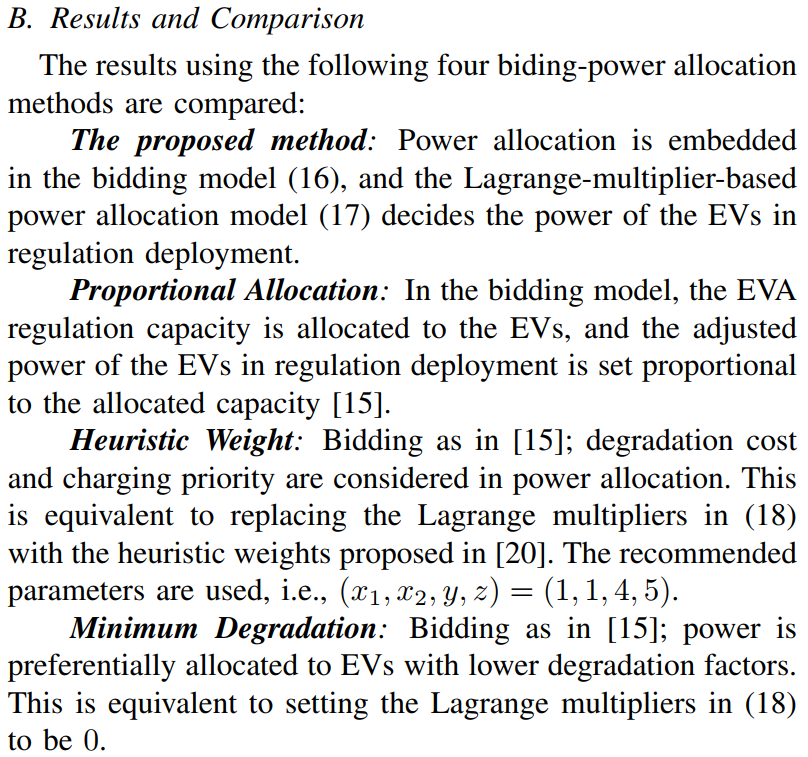 B. Results and Comparison
The results using the following four biding-power allocation
methods are compared:
The proposed method: Power allocation is embedded
in the bidding model (16), and the Lagrange-multiplier-based
power allocation model (17) decides the power of the EVs in
regulation deployment.
Proportional Allocation: In the bidding model, the EVA
regulation capacity is allocated to the EVs, and the adjusted
power of the EVs in regulation deployment is set proportional
to the allocated capacity [15].
Heuristic Weight: Bidding as in [15]; degradation cost
and charging priority are considered in power allocation. This
is equivalent to replacing the Lagrange multipliers in (18)
with the heuristic weights proposed in [20]. The recommended
parameters are used, i.e., (x₁, x₂, y, z) = (1, 1, 4, 5).
Minimum Degradation: Bidding as in [15]; power is
preferentially allocated to EVs with lower degradation factors.
This is equivalent to setting the Lagrange multipliers in (18)
to be 0.